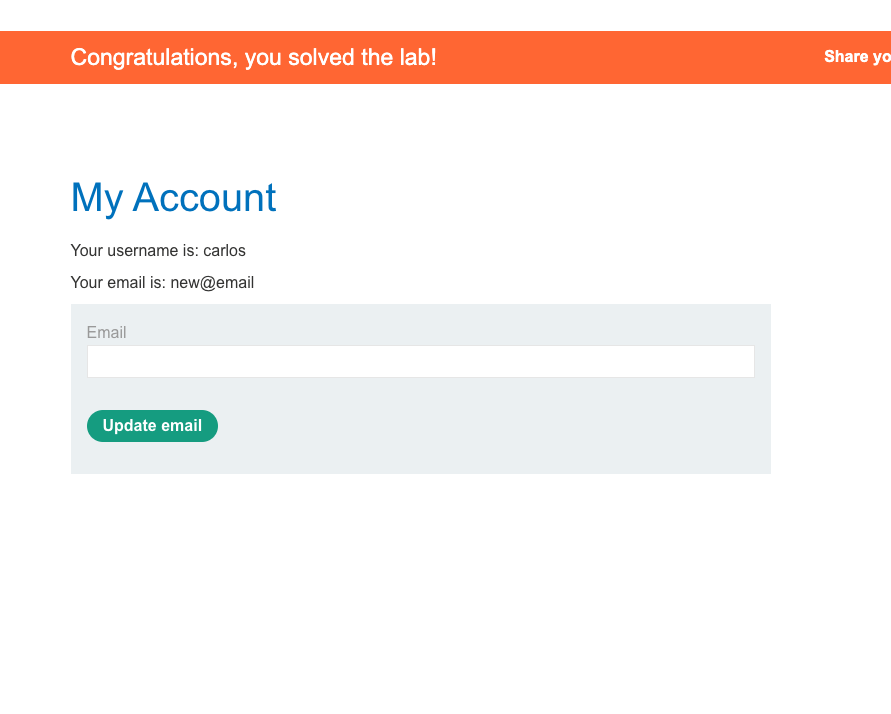 Congratulations, you solved the lab!
Share yo
My Account
Your username is: carlos
Your email is: new@email
Email
Update email